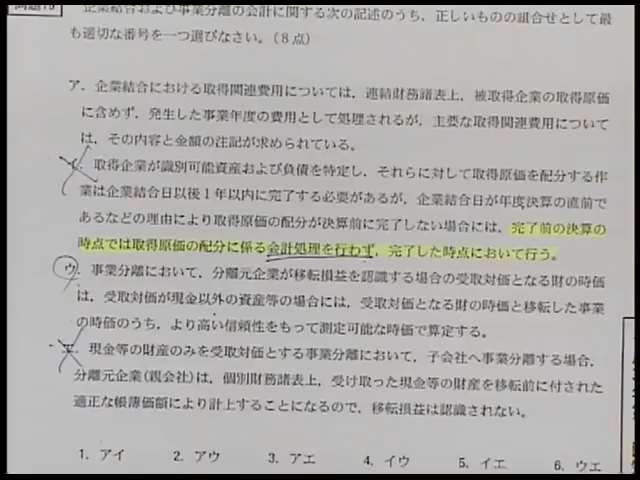 問題15
企業結合および事業分離の会計に関する次の記述のうち，正しいものの組合せとして最
も適切な番号を一つ選びなさい。（8点）
ア．企業結合における取得関連費用については，連結財務諸表上，被取得企業の取得原価
に含めず，発生した事業年度の費用として処理されるが，主要な取得関連費用について
は，その内容と金額の注記が求められている。
イ．取得企業が識別可能資産および負債を特定し，それらに対して取得原価を配分する作
業は企業結合日以後1年以内に完了する必要があるが，企業結合日が年度決算の直前で
あるなどの理由により取得原価の配分が決算前に完了しない場合には，完了前の決算の
時点では取得原価の配分に係る会計処理を行わず，完了した時点において行う。
ウ．事業分離において，分離元企業が移転損益を認識する場合の受取対価となる財の時価
は，受取対価が現金以外の資産等の場合には，受取対価となる財の時価と移転した事業
の時価のうち，より高い信頼性をもって測定可能な時価で算定する。
エ．現金等の財産のみを受取対価とする事業分離において，子会社へ事業分離する場合，
分離元企業（親会社）は，個別財務諸表上，受け取った現金等の財産を移転前に付された
適正な帳簿価額により計上することになるので，移転損益は認識されない。
1．アイ　2．アウ　3．アエ　4．イウ　5．イエ　6．ウエ